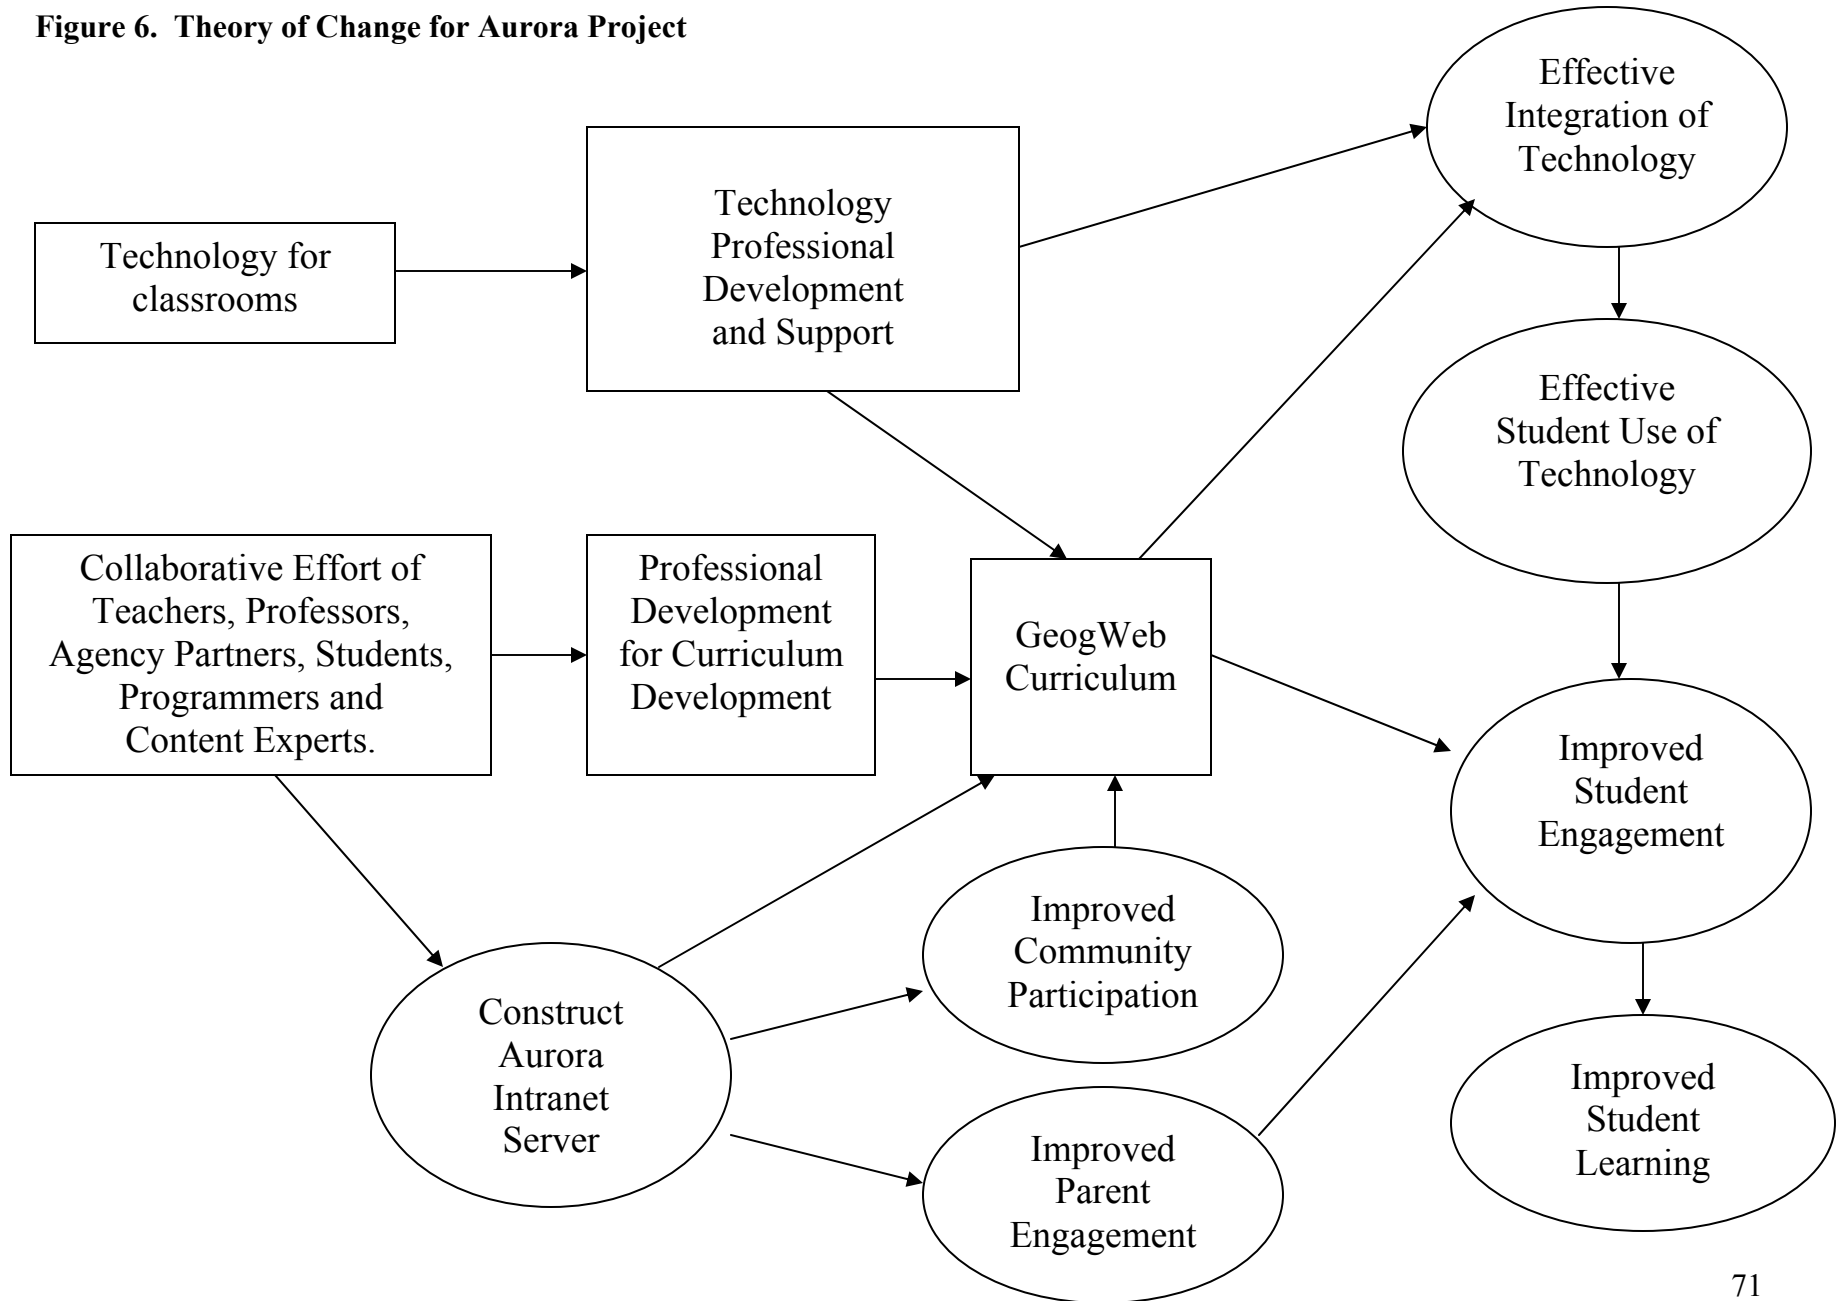 Figure 6.  Theory of Change for Aurora Project
Effective
Integration of
Technology
Technology
Professional
Development
and Support
Technology for
classrooms
Effective
Student Use of
Technology
Collaborative Effort of
Teachers, Professors,
Agency Partners, Students,
Programmers and
Content Experts.
Professional
Development
for Curriculum
Development
GeogWeb
Curriculum
Improved
Student
Engagement
Improved
Community
Participation
Construct
Aurora
Intranet
Server
Improved
Parent
Engagement
Improved
Student
Learning
71